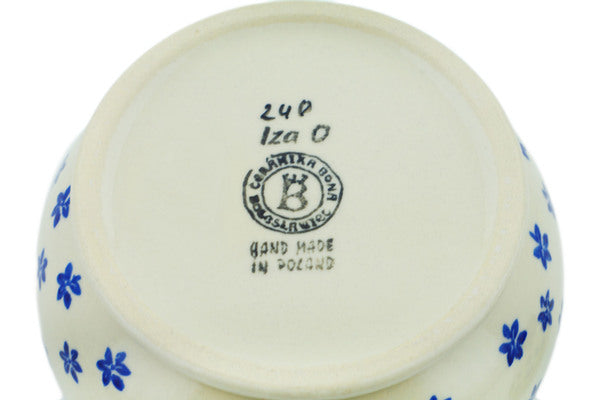 24P
Iza O
CERAMIKA BONA
B
BOLESŁAWIEC
HAND MADE
IN POLAND